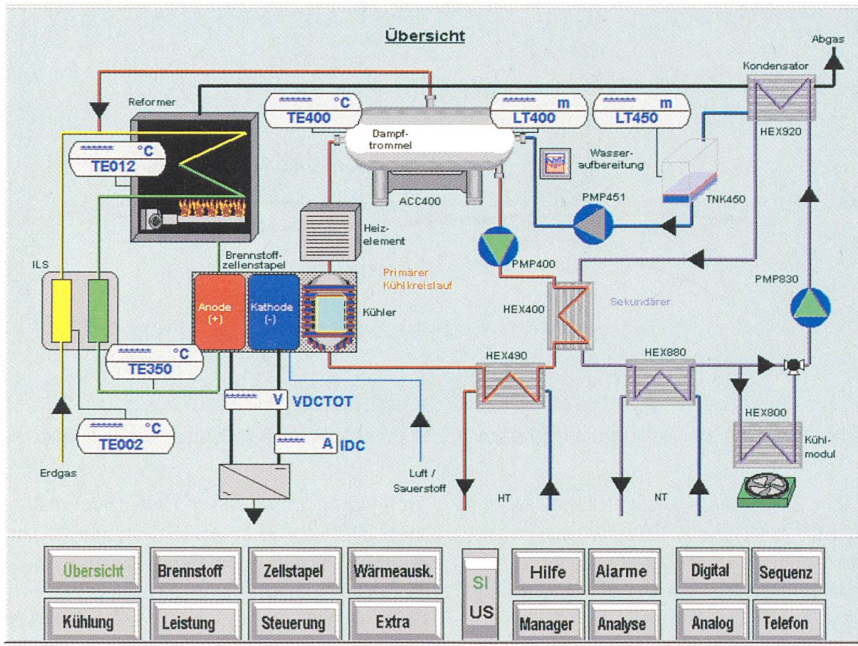 Übersicht
Abgas
Kondensator
Reformer
****** °C
TE400
****** m
LT400
****** m
LT450
Dampf-
trommel
HEX920
****** °C
TE012
Wasser-
aufbereitung
ACC400
PMP451
TNK450
Heiz-
element
PMP400
ILS
Brennstoff-
zellenstapel
Primärer
Kühlkreislauf
PMP830
Anode
(+)
Kathode
(-)
Kühler
HEX400
Sekundärer
****** °C
TE350
HEX490
HEX880
****** V
VDCTOT
HEX800
****** °C
TE002
***** A
IDC
Kühl-
modul
Erdgas
Luft /
Sauerstoff
HT
NT
Übersicht
Brennstoff
Zellstapel
Wärmeausk.
SI
US
Hilfe
Alarme
Digital
Sequenz
Kühlung
Leistung
Steuerung
Extra
Manager
Analyse
Analog
Telefon